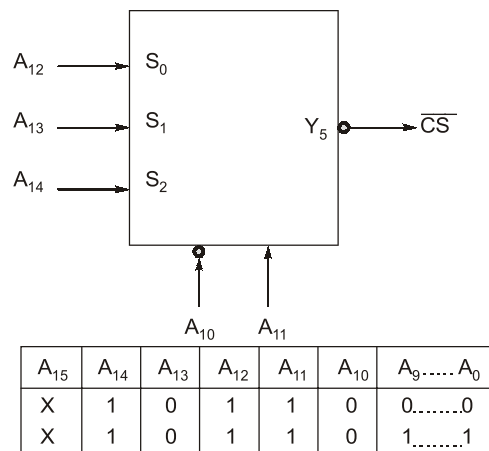 A12 S0
A13 S1 Y5 CS
A14 S2
A10 A11
A15 A14 A13 A12 A11 A10 A9 ...... A0
X 1 0 1 1 0 0.......0
X 1 0 1 1 0 1.......1